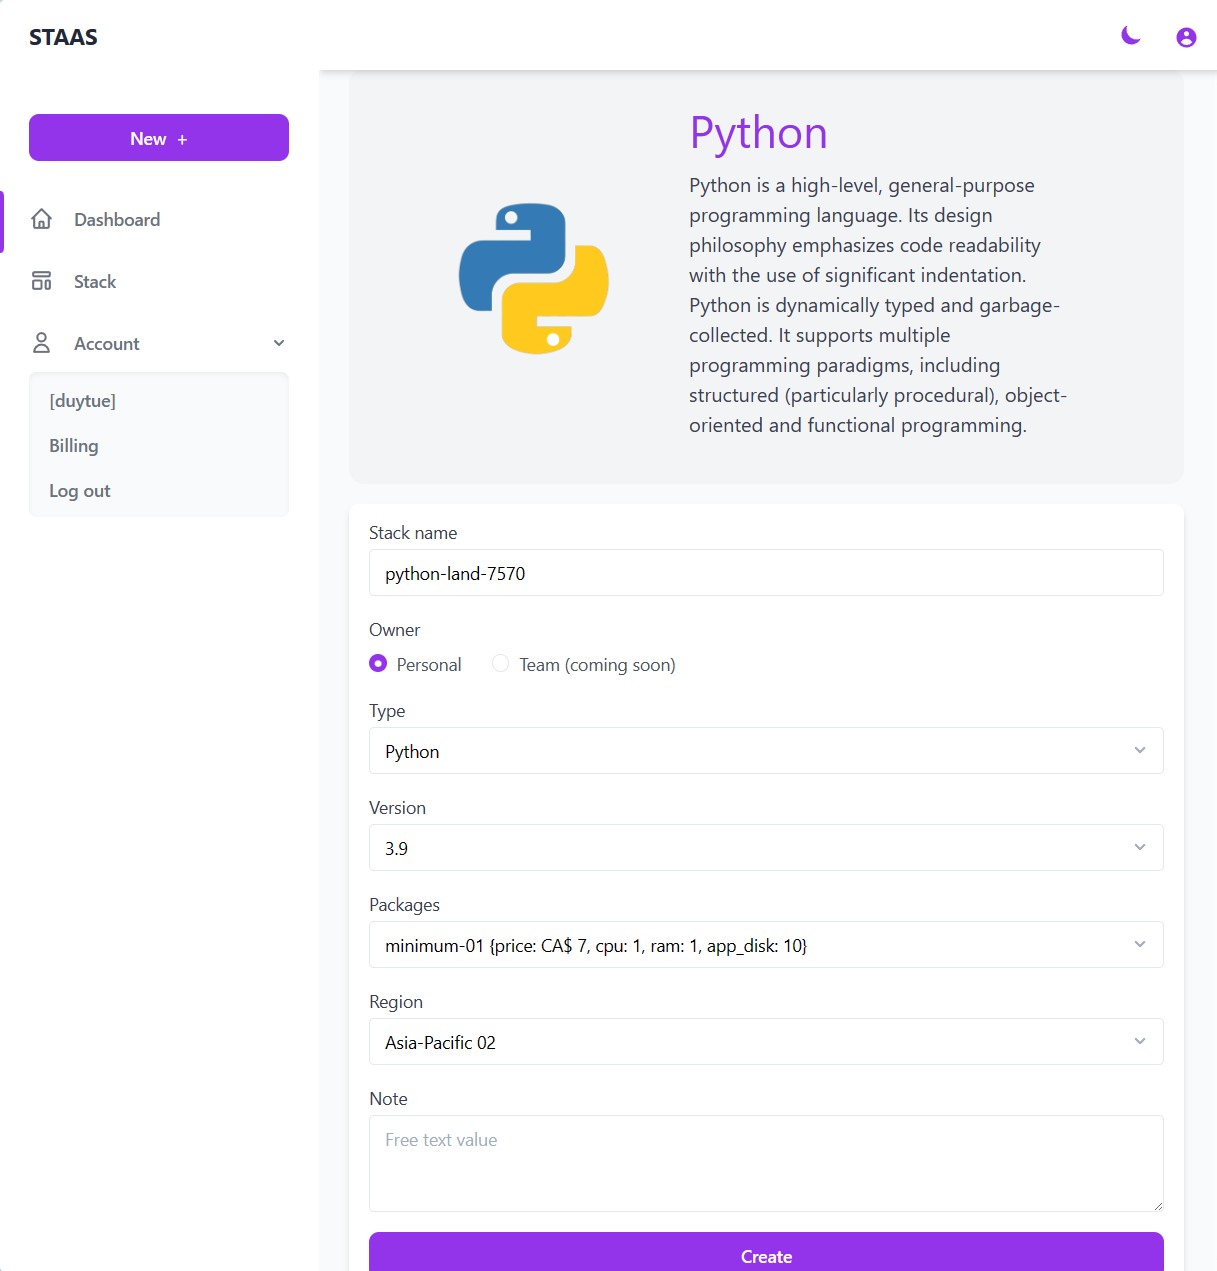 STAAS
New +
Dashboard
Stack
Account
[duytue]
Billing
Log out
Python
Python is a high-level, general-purpose
programming language. Its design
philosophy emphasizes code readability
with the use of significant indentation.
Python is dynamically typed and garbage-
collected. It supports multiple
programming paradigms, including
structured (particularly procedural), object-
oriented and functional programming.
Stack name
python-land-7570
Owner
Personal Team (coming soon)
Type
Python
Version
3.9
Packages
minimum-01 {price: CA$ 7, cpu: 1, ram: 1, app_disk: 10}
Region
Asia-Pacific 02
Note
Free text value
Create